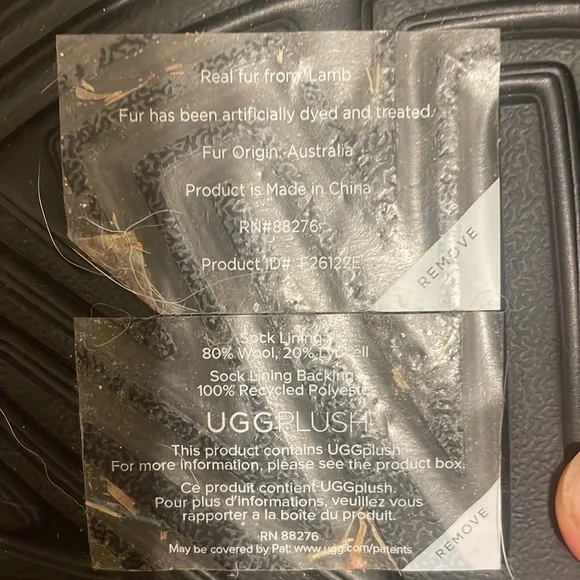 Real fur from: Lamb
Fur has been artificially dyed and treated.
Fur Origin: Australia
Product is Made in China
RN#88276
Product ID#: F26122E
REMOVE
Sock Lining:
80% Wool, 20% Lyocell
Sock Lining Backing:
100% Recycled Polyester
UGGPLUSH
This product contains UGGplush.
For more information, please see the product box.
Ce produit contient UGGplush.
Pour plus d'informations, veuillez vous
rapporter a la boîte du produit.
RN 88276
May be covered by Pat: www.ugg.com/patents
REMOVE